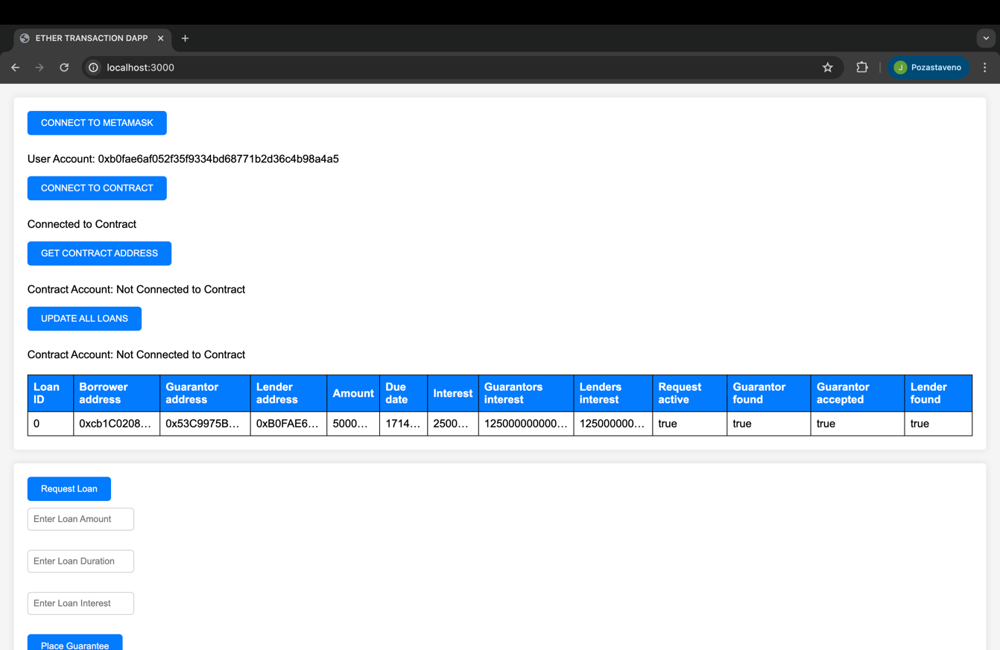 ETHER TRANSACTION DAPP
localhost:3000
J Pozastaveno
CONNECT TO METAMASK
User Account: 0xb0fae6af052f35f9334bd68771b2d36c4b98a4a5
CONNECT TO CONTRACT
Connected to Contract
GET CONTRACT ADDRESS
Contract Account: Not Connected to Contract
UPDATE ALL LOANS
Contract Account: Not Connected to Contract
Loan ID Borrower address Guarantor address Lender address Amount Due date Interest Guarantors interest Lenders interest Request active Guarantor found Guarantor accepted Lender found
0 0xcb1C0208... 0x53C9975B... 0xB0FAE6... 5000... 1714... 2500... 125000000000... 125000000... true true true true
Request Loan
Enter Loan Amount
Enter Loan Duration
Enter Loan Interest
Place Guarantee